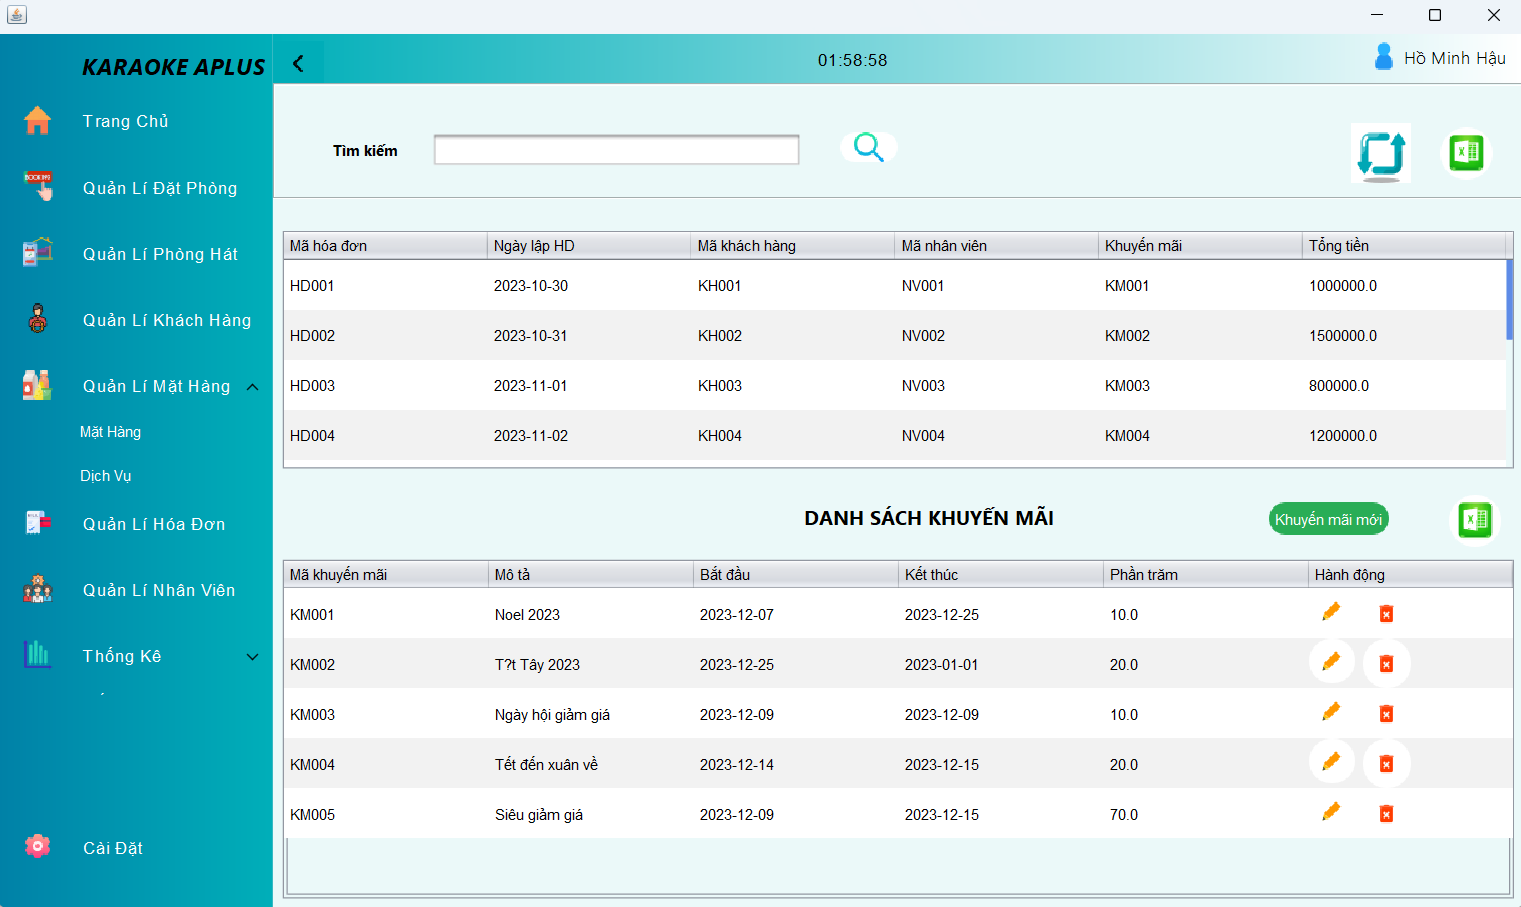 KARAOKE APLUS
01:58:58
Hồ Minh Hậu
Trang Chủ
Quản Lí Đặt Phòng
Quản Lí Phòng Hát
Quản Lí Khách Hàng
Quản Lí Mặt Hàng
Mặt Hàng
Dịch Vụ
Quản Lí Hóa Đơn
Quản Lí Nhân Viên
Thống Kê
Cài Đặt
Tìm kiếm
Mã hóa đơn Ngày lập HD Mã khách hàng Mã nhân viên Khuyến mãi Tổng tiền
HD001 2023-10-30 KH001 NV001 KM001 1000000.0
HD002 2023-10-31 KH002 NV002 KM002 1500000.0
HD003 2023-11-01 KH003 NV003 KM003 800000.0
HD004 2023-11-02 KH004 NV004 KM004 1200000.0
DANH SÁCH KHUYẾN MÃI
Khuyến mãi mới
Mã khuyến mãi Mô tả Bắt đầu Kết thúc Phần trăm Hành động
KM001 Noel 2023 2023-12-07 2023-12-25 10.0
KM002 T?t Tây 2023 2023-12-25 2023-01-01 20.0
KM003 Ngày hội giảm giá 2023-12-09 2023-12-09 10.0
KM004 Tết đến xuân về 2023-12-14 2023-12-15 20.0
KM005 Siêu giảm giá 2023-12-09 2023-12-15 70.0